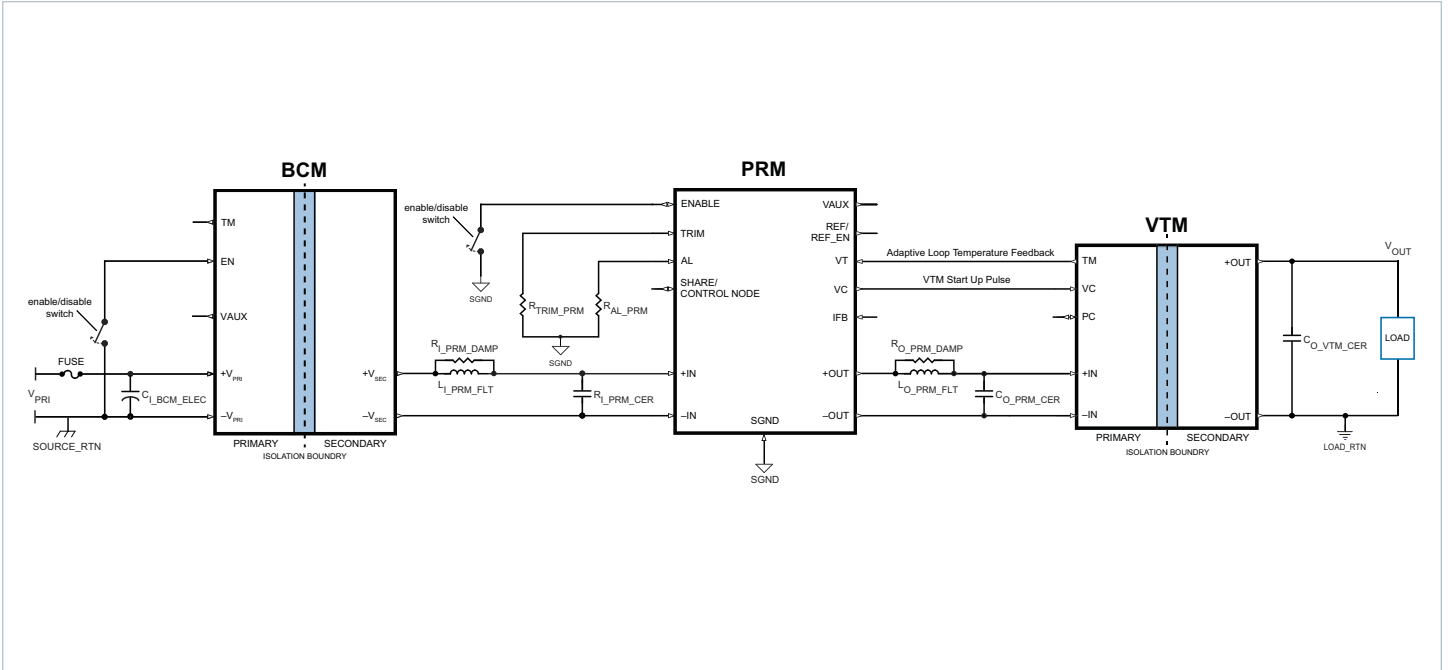 BCM
TM
EN
VAUX
+VPRI
–VPRI
+VSEC
–VSEC
PRIMARY
SECONDARY
ISOLATION BOUNDRY
enable/disable
switch
FUSE
VPRI
CI_BCM_ELEC
SOURCE_RTN
RI_PRM_DAMP
LI_PRM_FLT
RI_PRM_CER
enable/disable
switch
SGND
RTRIM_PRM
RAL_PRM
SGND
PRM
ENABLE
TRIM
AL
SHARE/
CONTROL NODE
+IN
–IN
VAUX
REF/
REF_EN
VT
VC
IFB
+OUT
–OUT
SGND
SGND
Adaptive Loop Temperature Feedback
VTM Start Up Pulse
RO_PRM_DAMP
LO_PRM_FLT
CO_PRM_CER
VTM
TM
VC
PC
+IN
–IN
+OUT
–OUT
PRIMARY
SECONDARY
ISOLATION BOUNDRY
VOUT
CO_VTM_CER
LOAD
LOAD_RTN